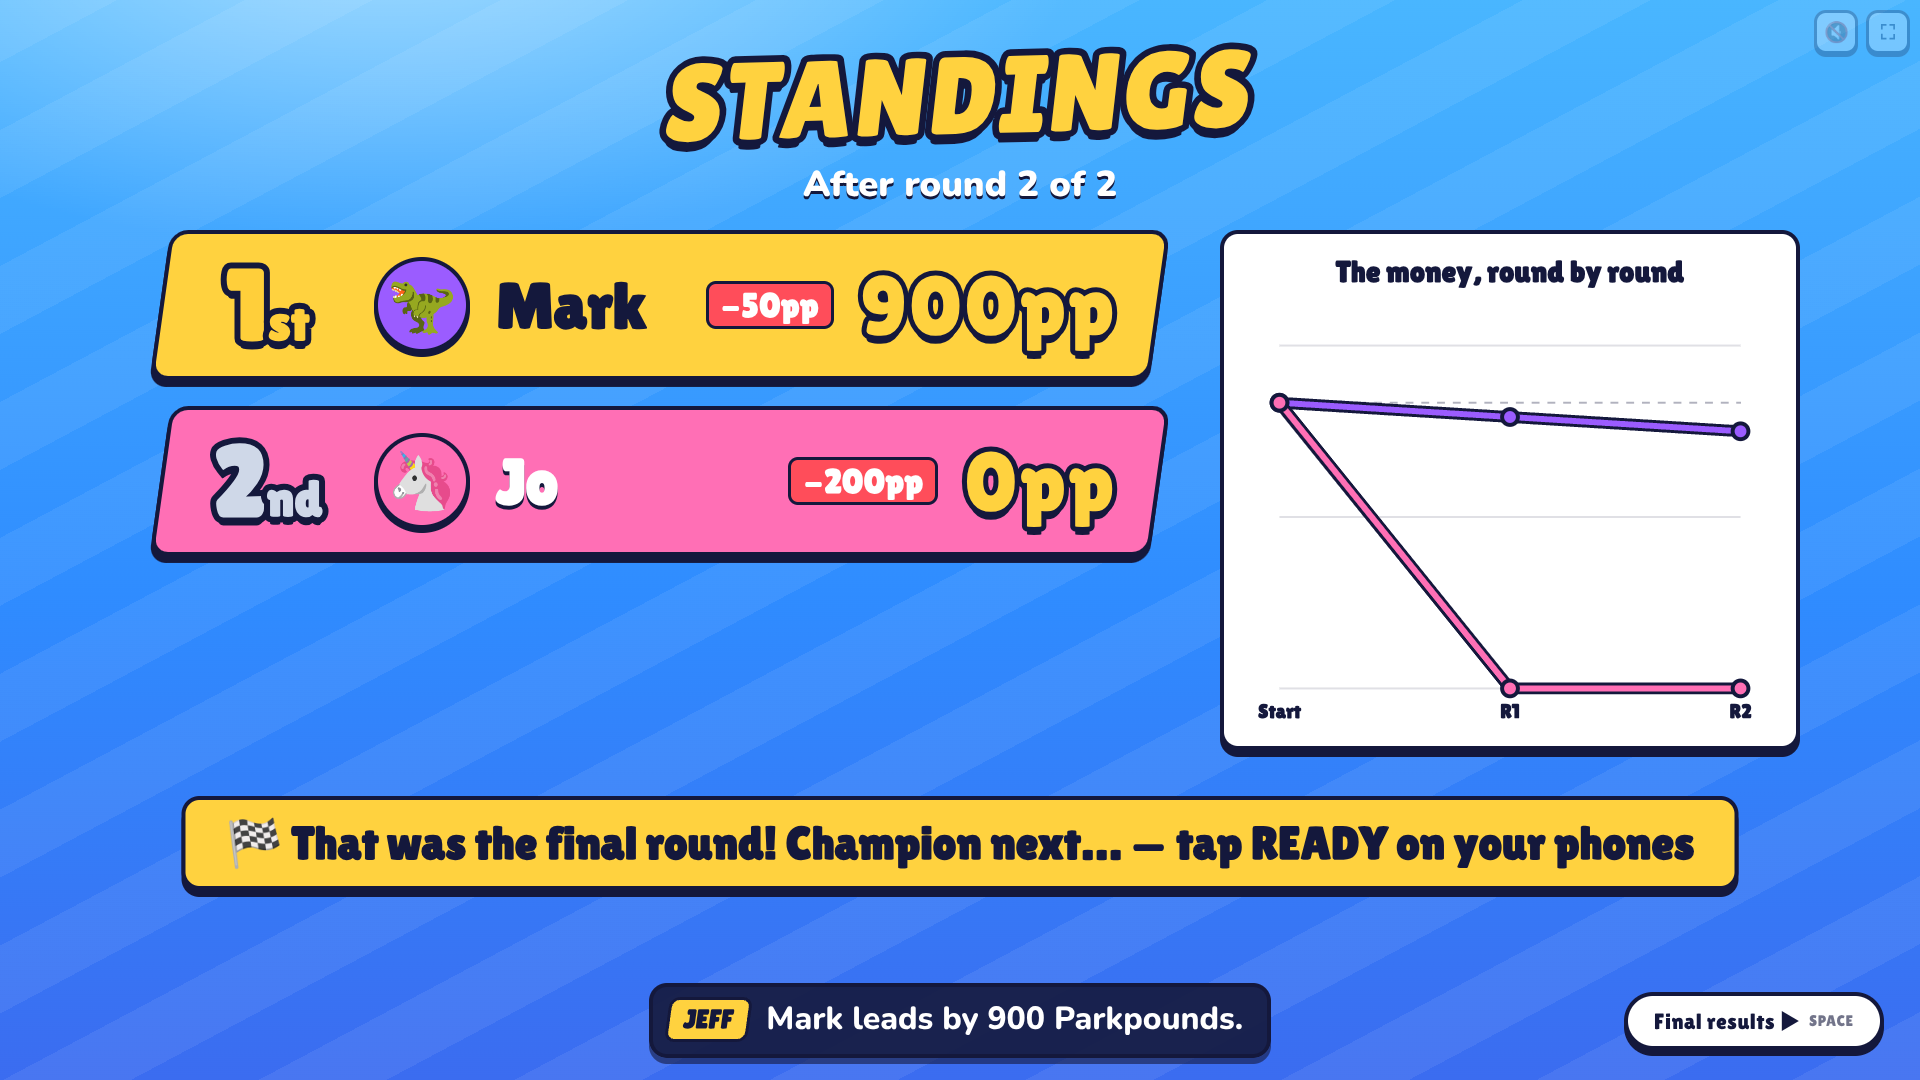 STANDINGS
After round 2 of 2
1st Mark -50pp 900pp
2nd Jo -200pp 0pp
The money, round by round
Start R1 R2
That was the final round! Champion next... — tap READY on your phones
JEFF Mark leads by 900 Parkpounds.
Final results ▶ SPACE